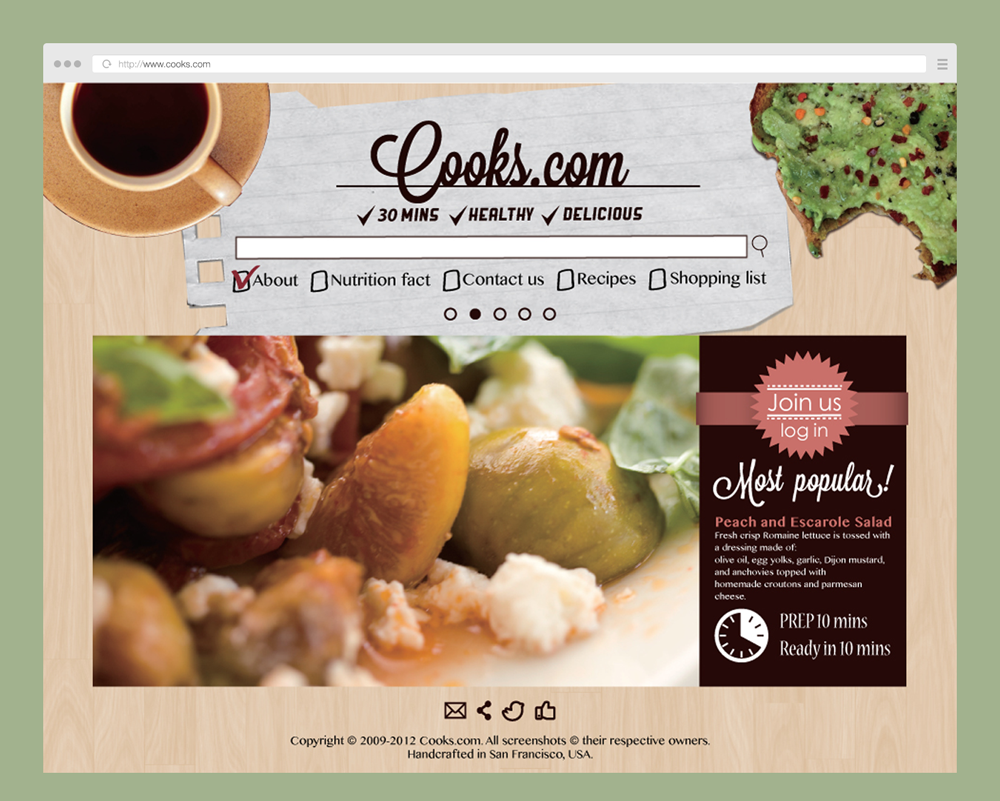 http://www.cooks.com
Cooks.com
30 MINS HEALTHY DELICIOUS
About Nutrition fact Contact us Recipes Shopping list
Join us
log in
Most popular!
Peach and Escarole Salad
Fresh crisp Romaine lettuce is tossed with
a dressing made of:
olive oil, egg yolks, garlic, Dijon mustard,
and anchovies topped with
homemade croutons and parmesan
cheese.
PREP 10 mins
Ready in 10 mins
Copyright © 2009-2012 Cooks.com. All screenshots © their respective owners.
Handcrafted in San Francisco, USA.